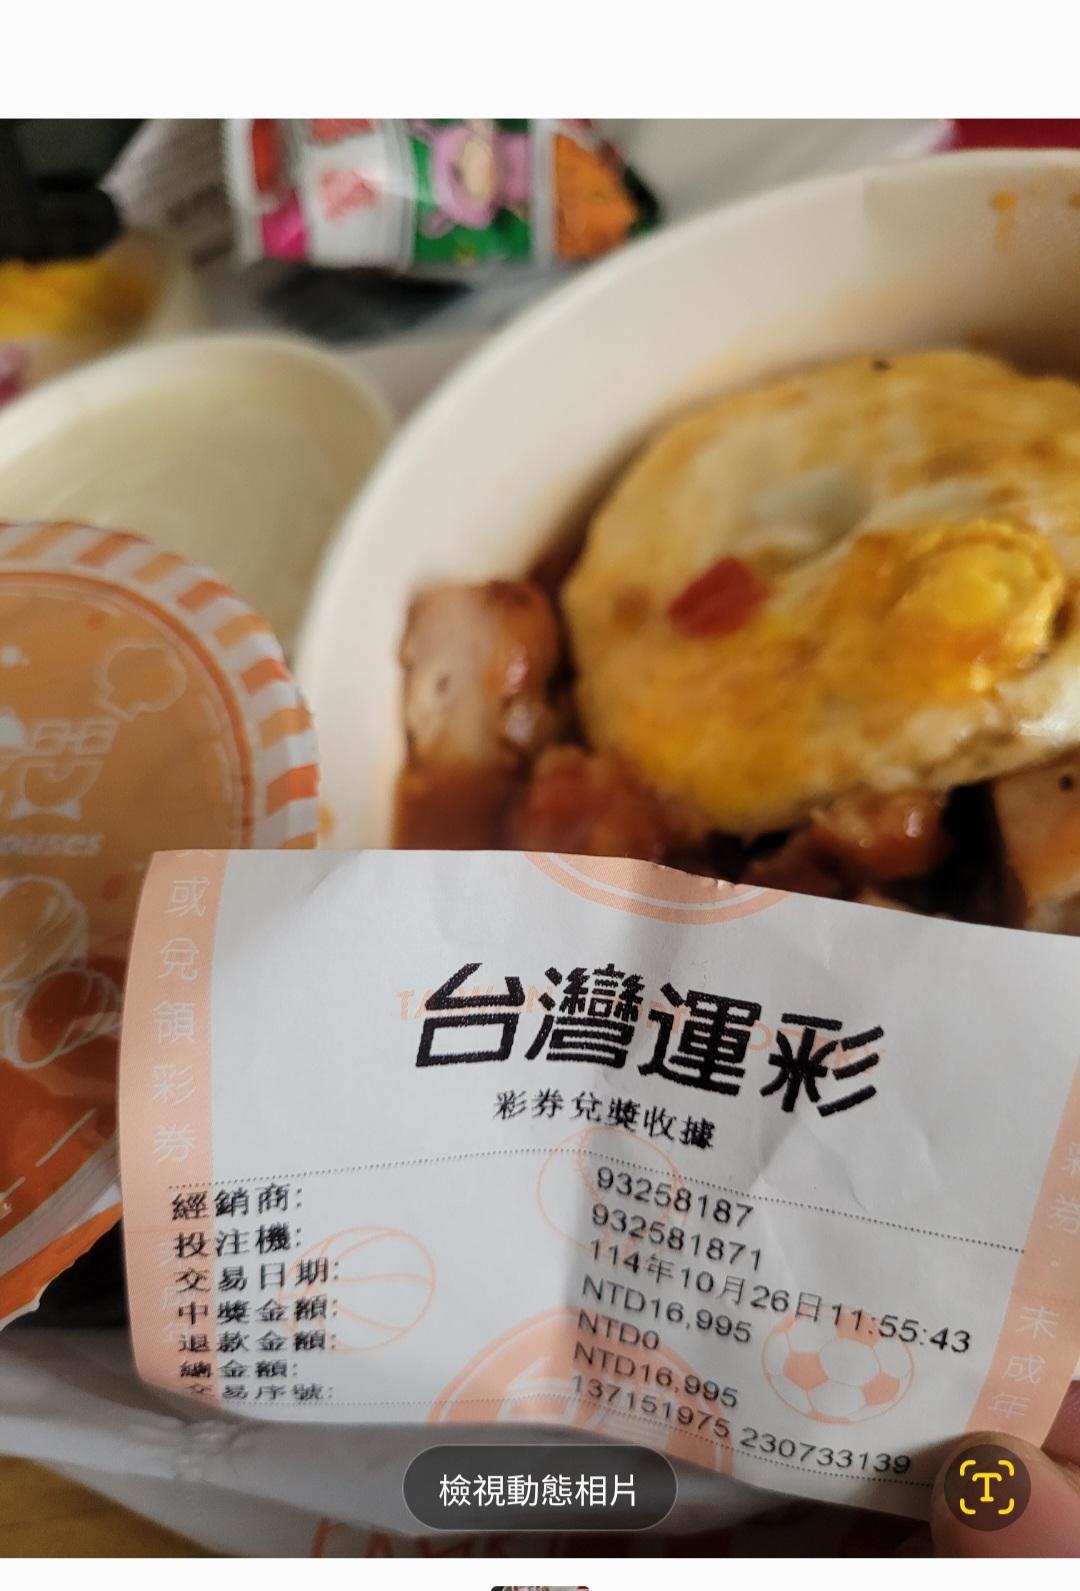 台灣運彩
彩券兌獎收據
經銷商: 93258187
投注機: 932581871
交易日期: 114年10月26日11:55:43
中獎金額: NTD16,995
退款金額: NTD0
總金額: NTD16,995
交易序號: 137151975 230733139
或兌領彩券
券・未成年
檢視動態相片
T